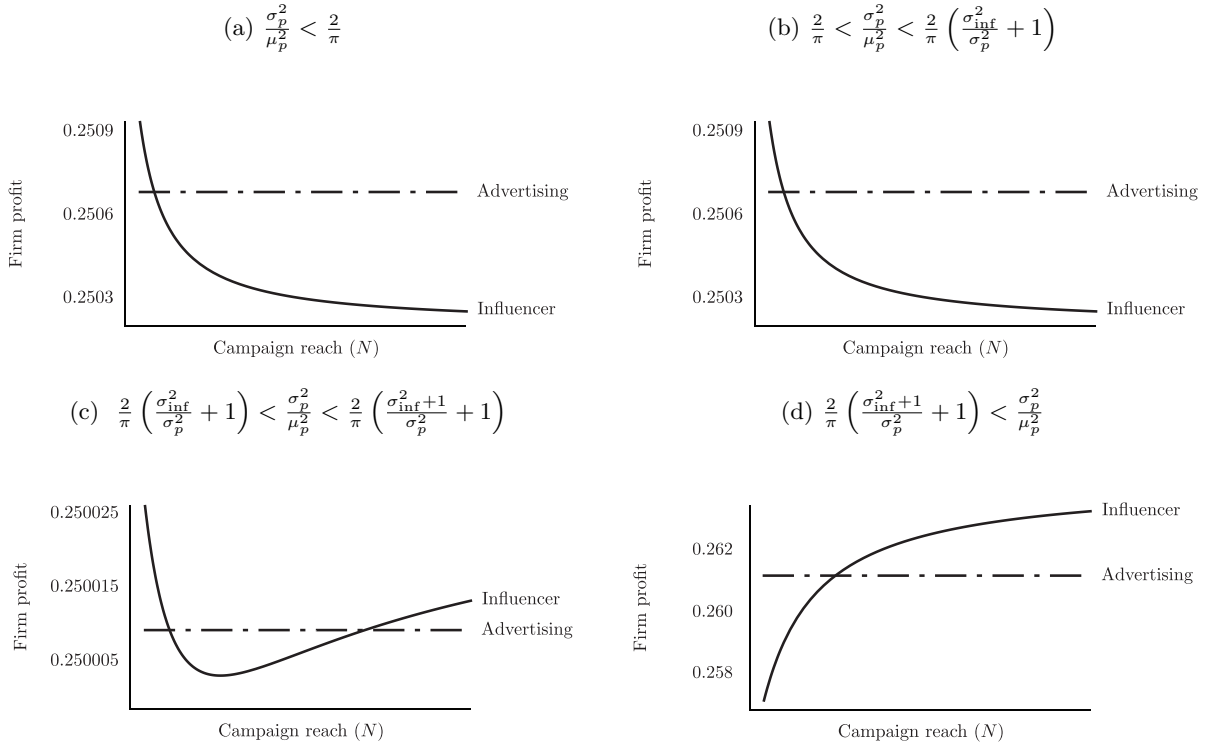 (a) σ_p^2/μ_p^2 < 2/π
(b) 2/π < σ_p^2/μ_p^2 < 2/π (σ_inf^2/σ_p^2 + 1)
0.2509
0.2606
0.2503
Firm profit
Advertising
Influencer
Campaign reach (N)
0.2509
0.2606
0.2503
Firm profit
Advertising
Influencer
Campaign reach (N)
(c) 2/π (σ_inf^2/σ_p^2 + 1) < σ_p^2/μ_p^2 < 2/π ((σ_inf^2+1)/σ_p^2 + 1)
(d) 2/π ((σ_inf^2+1)/σ_p^2 + 1) < σ_p^2/μ_p^2
0.250025
0.250015
0.250005
Firm profit
Influencer
Advertising
Campaign reach (N)
0.262
0.260
0.258
Firm profit
Influencer
Advertising
Campaign reach (N)